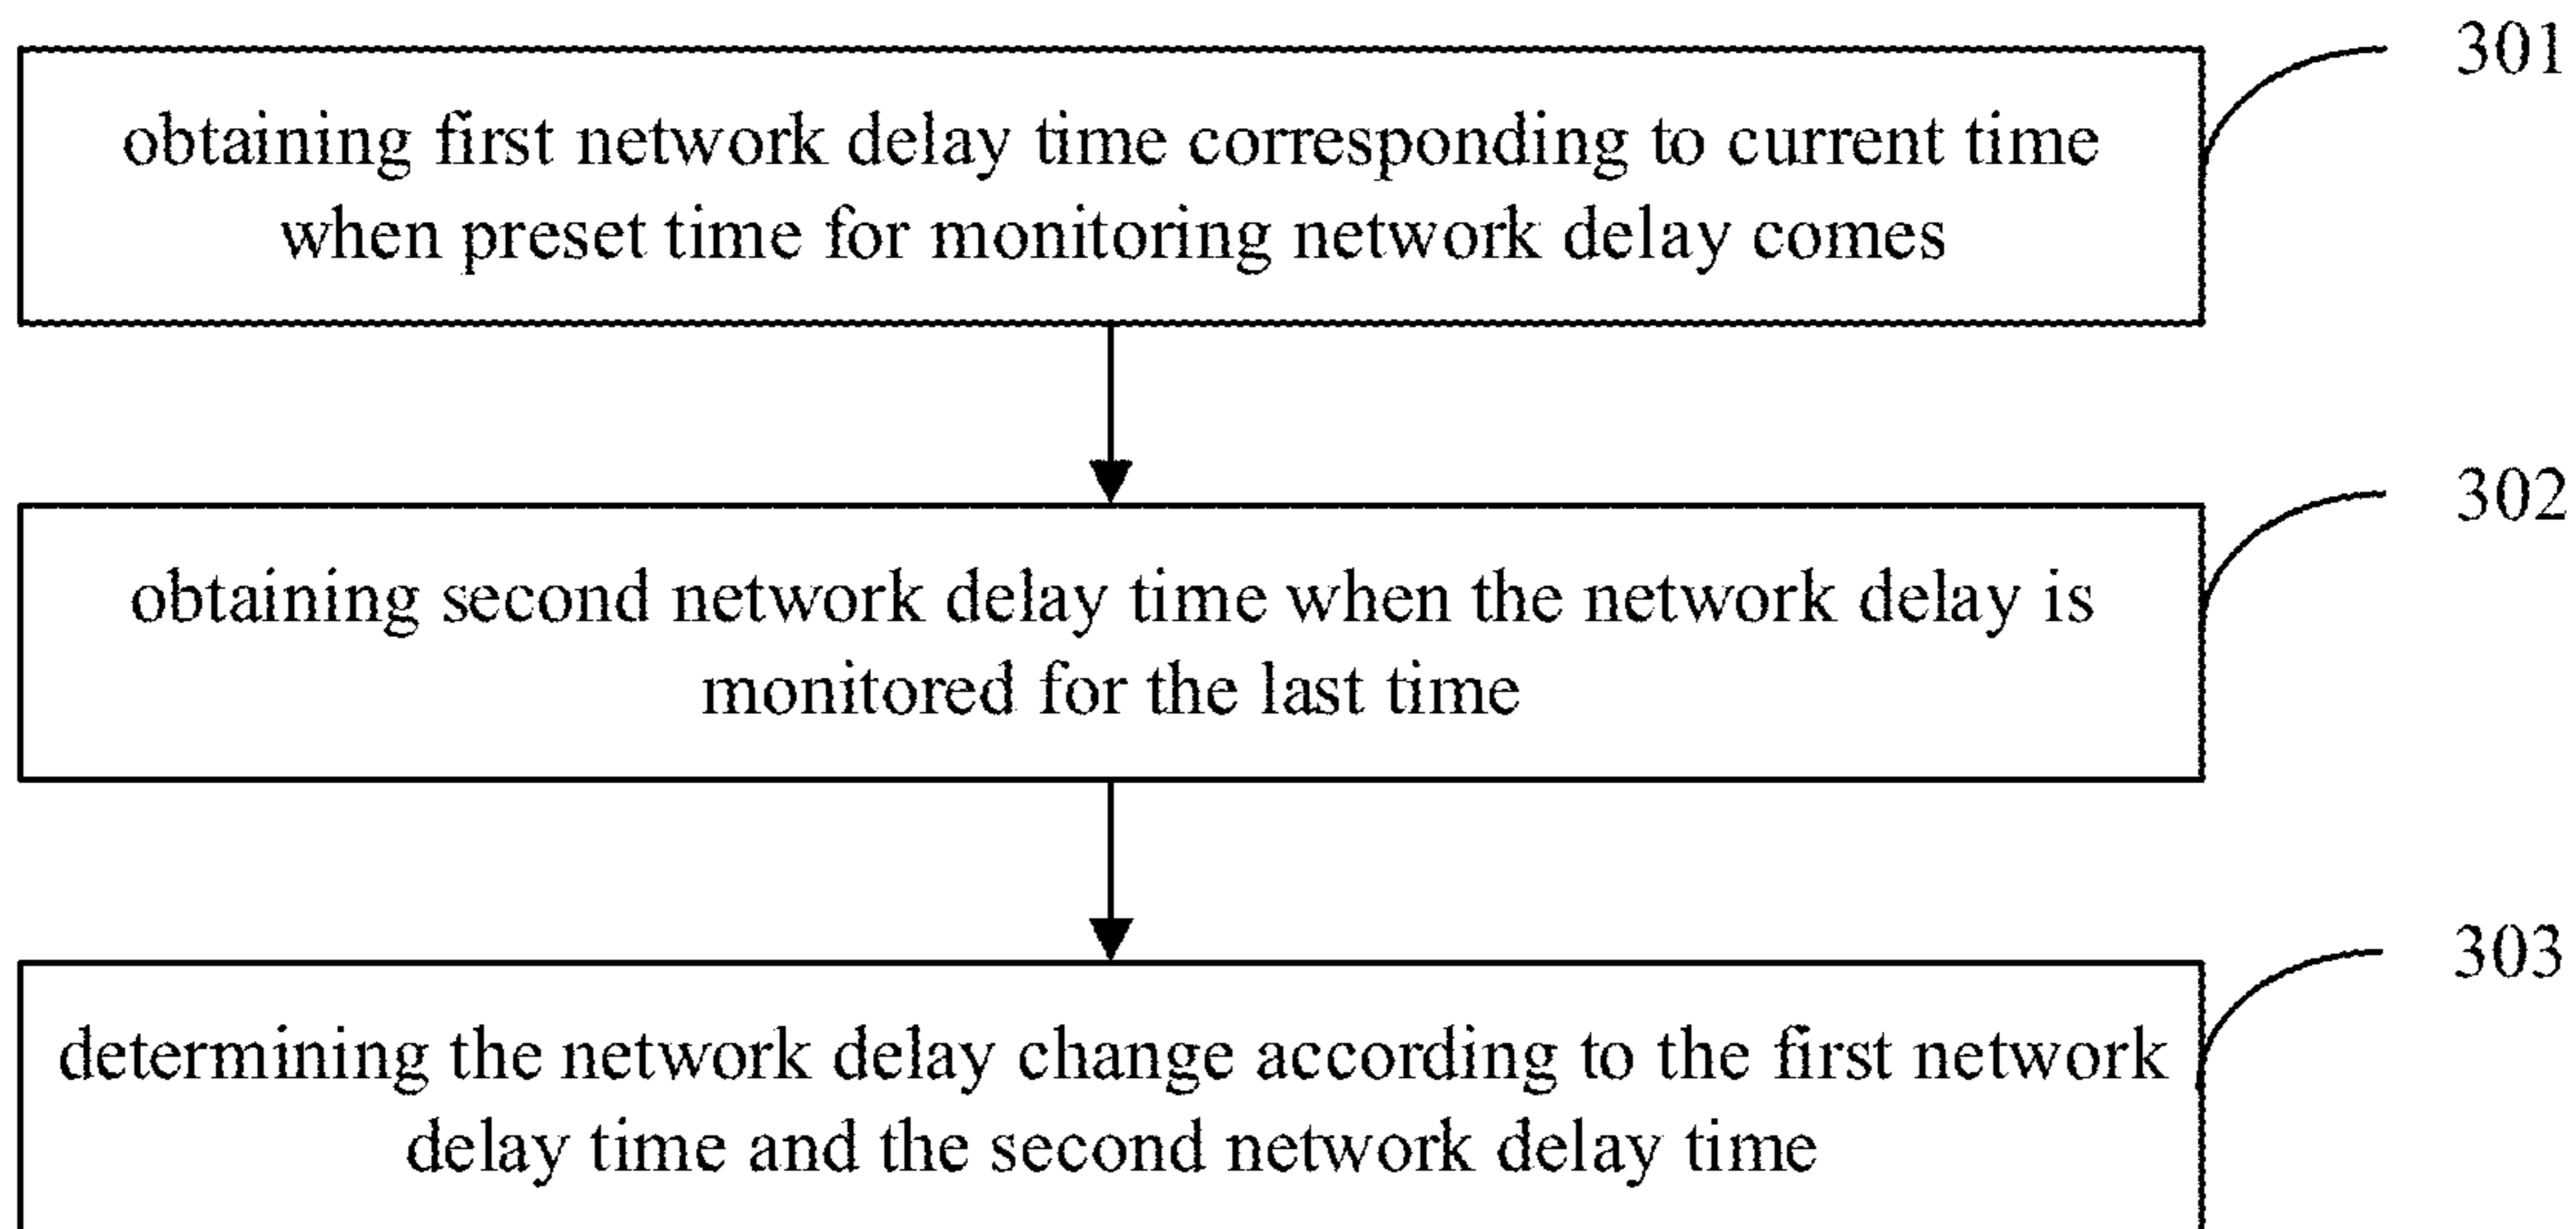 301
obtaining first network delay time corresponding to current time
when preset time for monitoring network delay comes
302
obtaining second network delay time when the network delay is
monitored for the last time
303
determining the network delay change according to the first network
delay time and the second network delay time